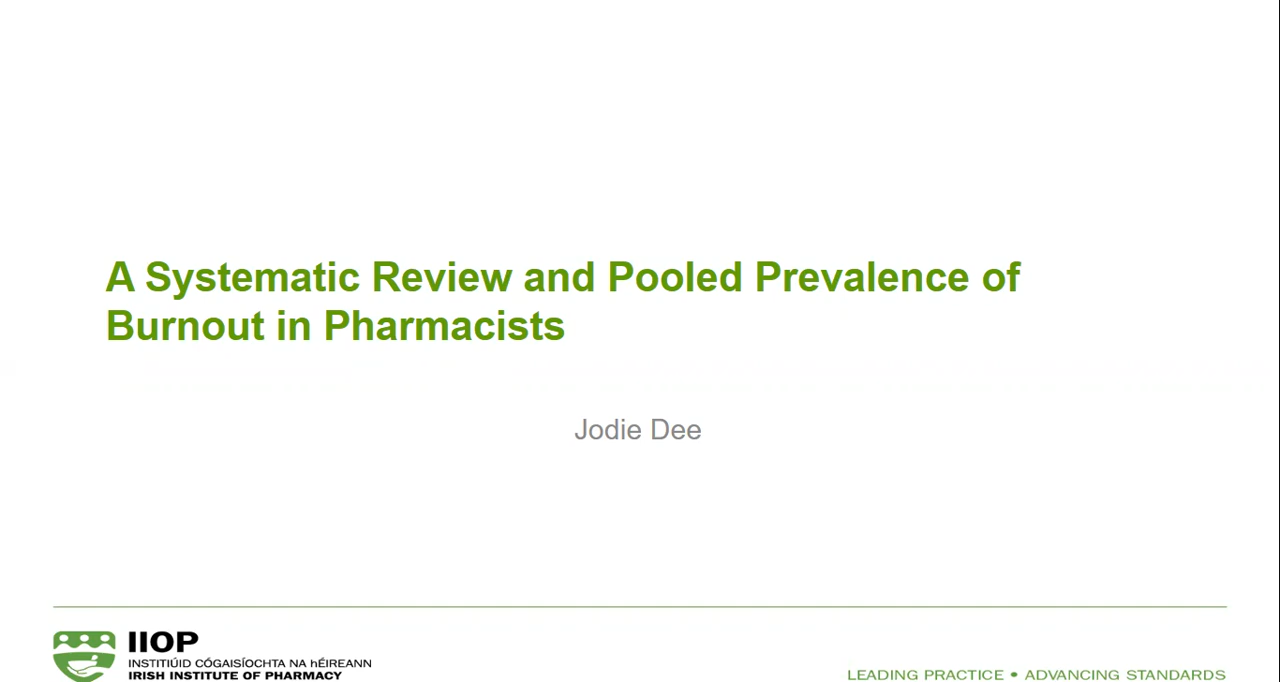 A Systematic Review and Pooled Prevalence of
Burnout in Pharmacists
Jodie Dee
IIOP
INSTITIÚID CÓGAISÍOCHTA NA hÉIREANN
IRISH INSTITUTE OF PHARMACY
LEADING PRACTICE • ADVANCING STANDARDS